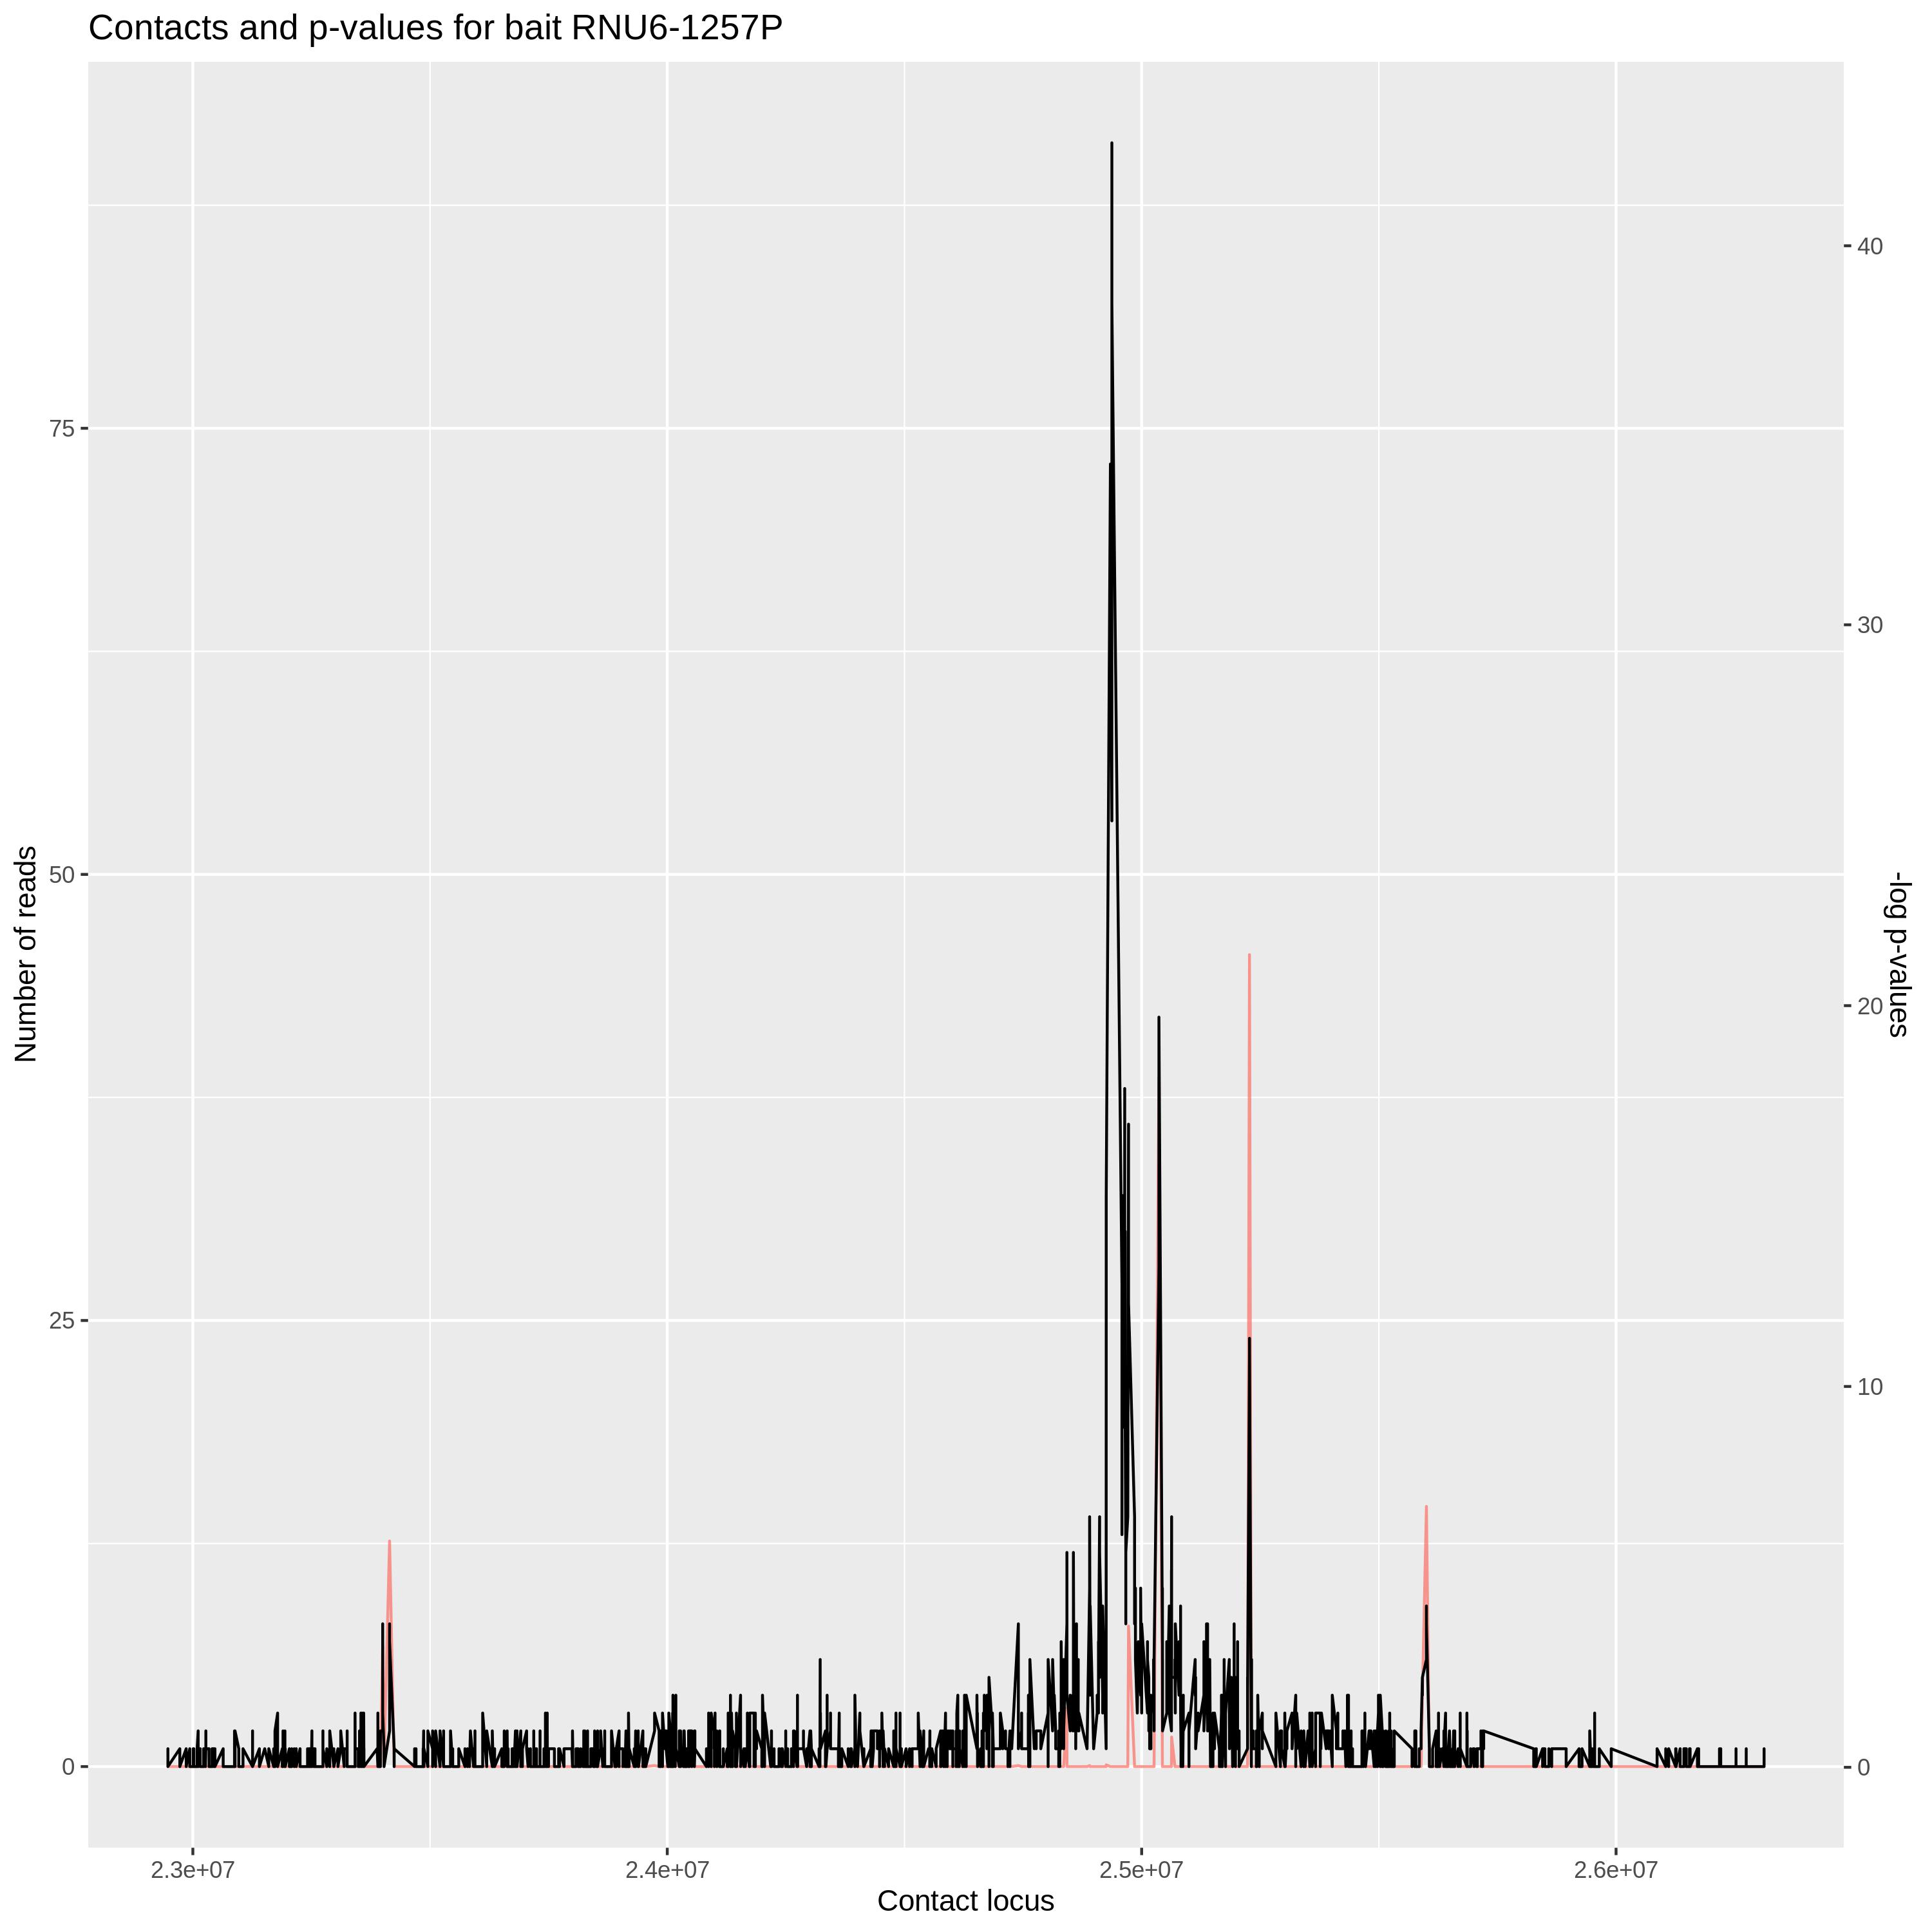 Contacts and p-values for bait RNU6-1257P
75
50
25
0
Number of reads
40
30
20
10
0
-log p-values
2.3e+07
2.4e+07
2.5e+07
2.6e+07
Contact locus